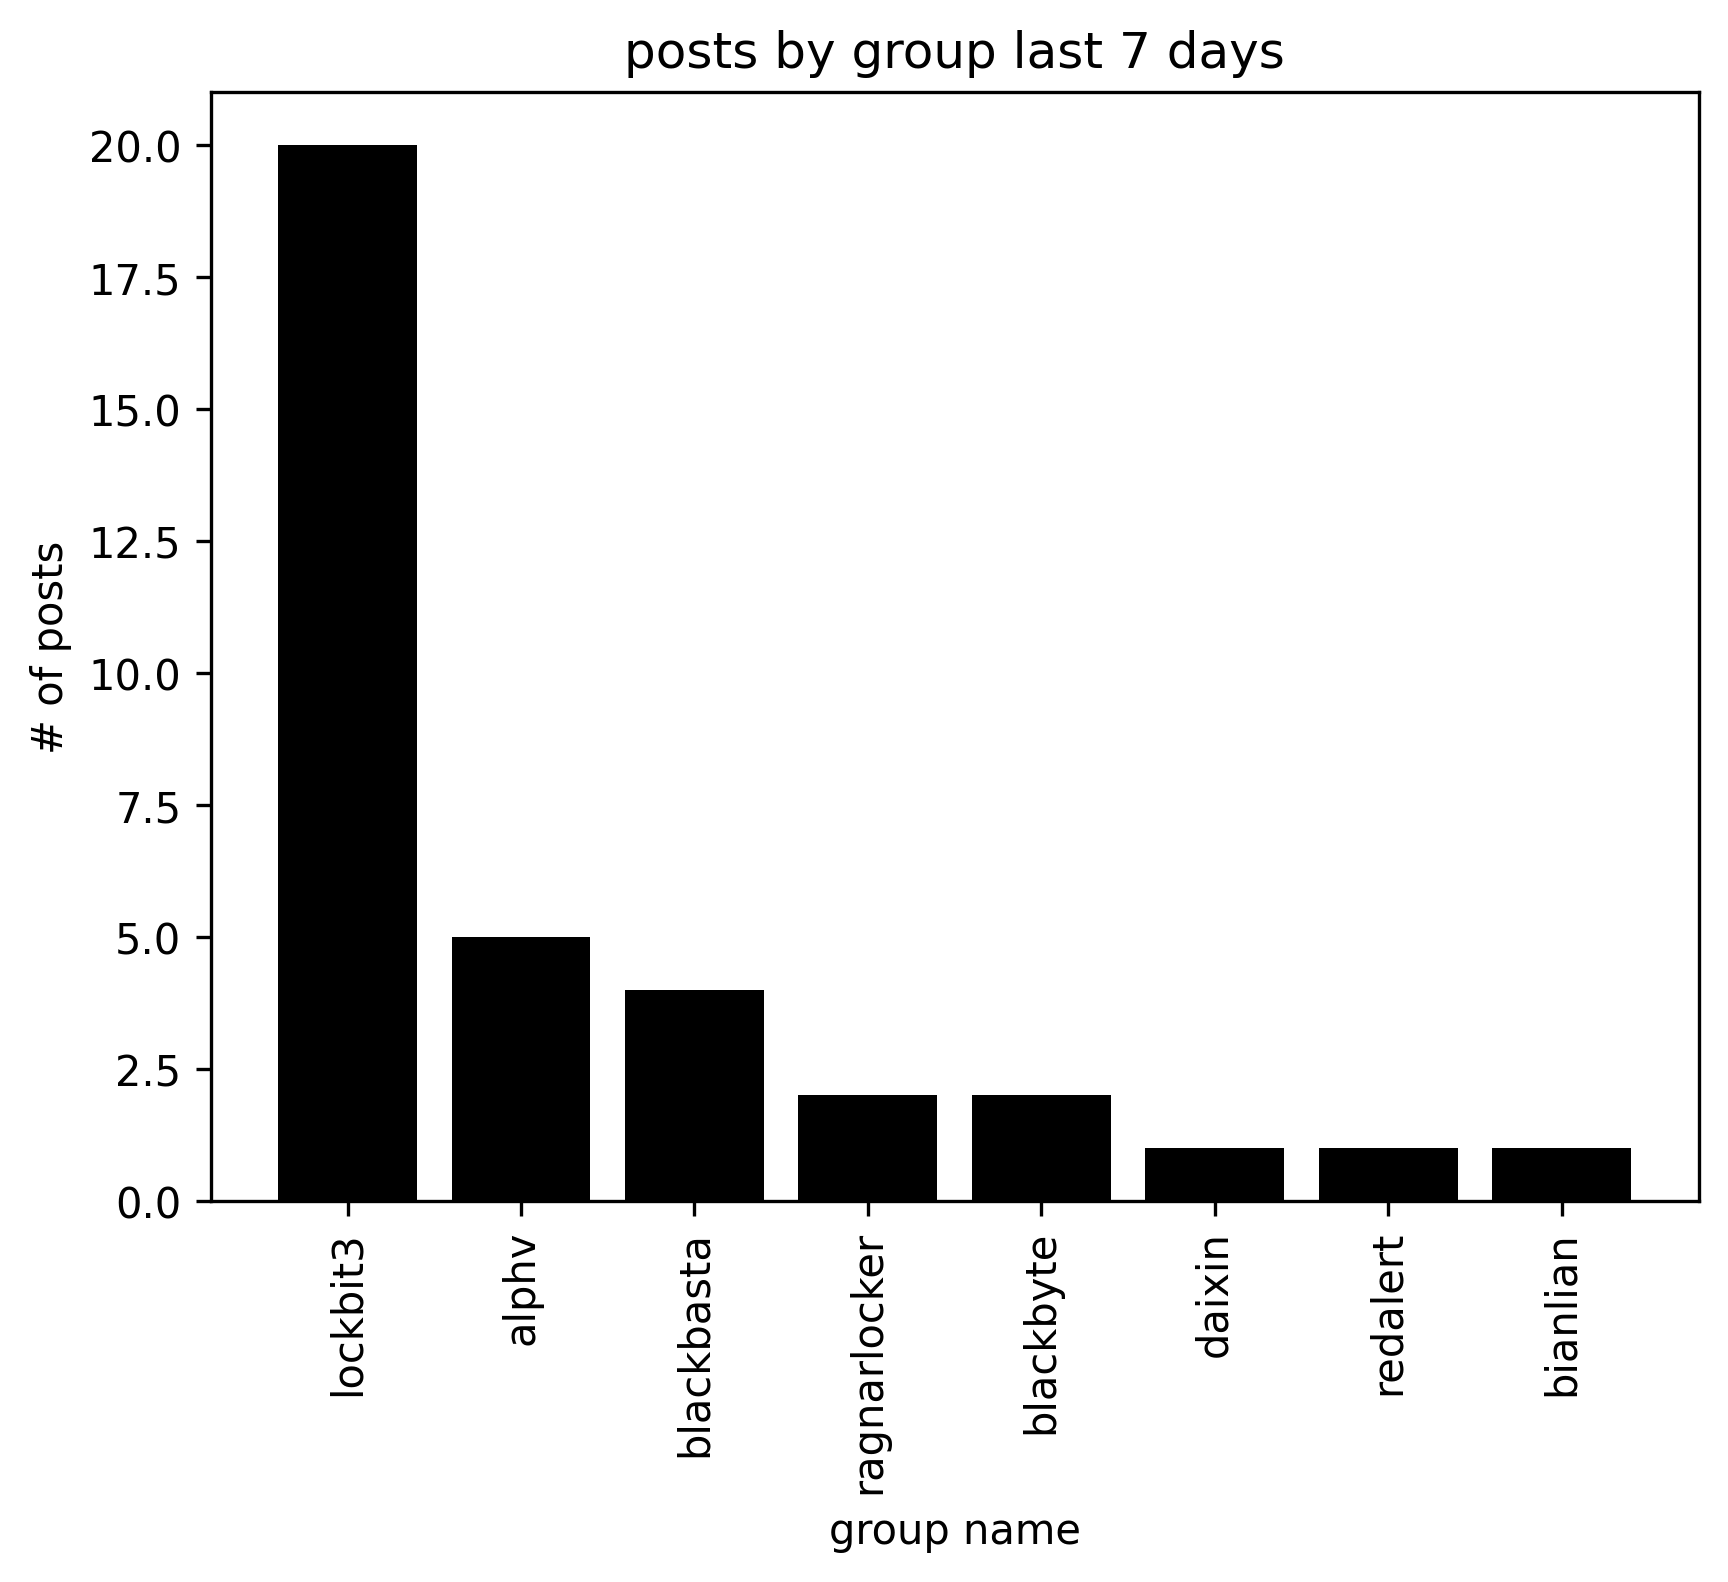 posts by group last 7 days
# of posts
20.0
17.5
15.0
12.5
10.0
7.5
5.0
2.5
0.0
lockbit3
alphv
blackbasta
ragnarlocker
blackbyte
daixin
redalert
bianlian
group name